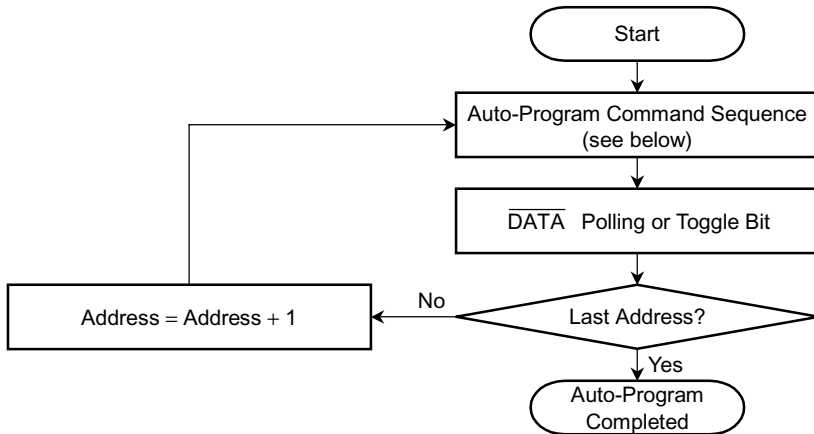 Start
Auto-Program Command Sequence
(see below)
D̅A̅T̅A̅ Polling or Toggle Bit
Last Address?
No
Address = Address + 1
Yes
Auto-Program
Completed